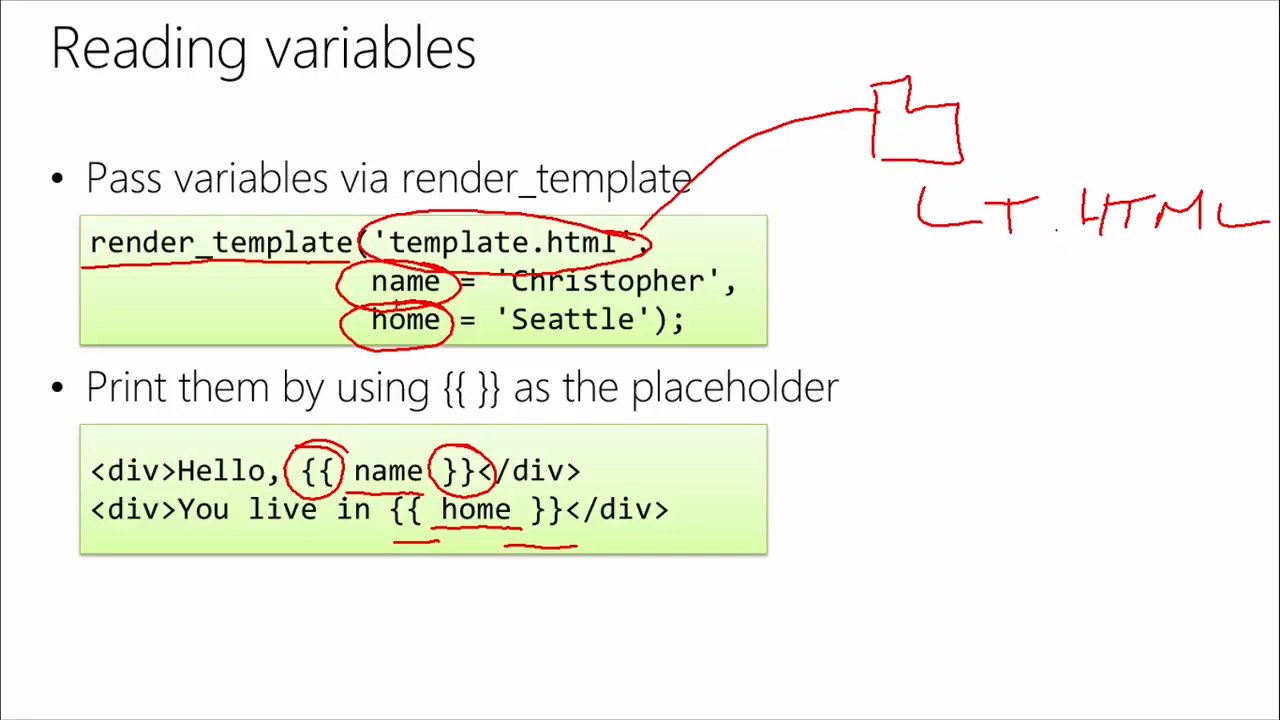 Reading variables
• Pass variables via render_template
render_template('template.html',
name = 'Christopher',
home = 'Seattle');
T.HTML
• Print them by using {{ }} as the placeholder
<div>Hello, {{ name }}</div>
<div>You live in {{ home }}</div>